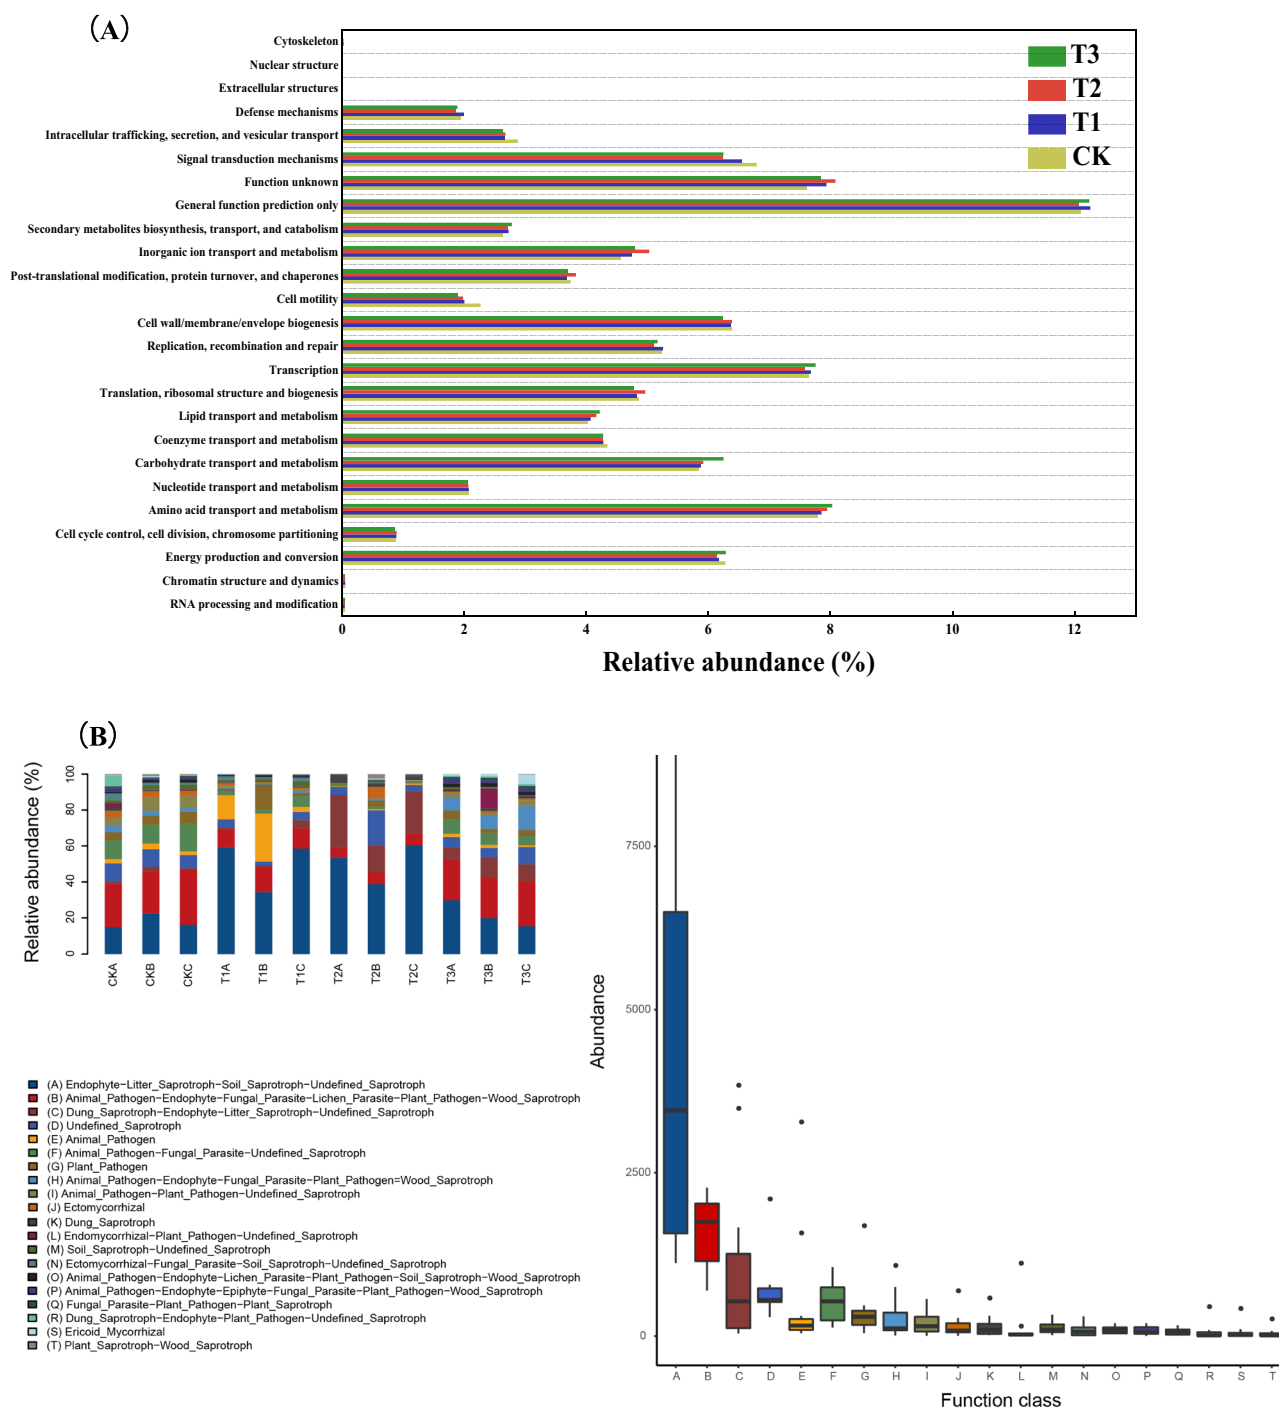 (A)
Cytoskeleton
Nuclear structure
Extracellular structures
Defense mechanisms
Intracellular trafficking, secretion, and vesicular transport
Signal transduction mechanisms
Function unknown
General function prediction only
Secondary metabolites biosynthesis, transport, and catabolism
Inorganic ion transport and metabolism
Post-translational modification, protein turnover, and chaperones
Cell motility
Cell wall/membrane/envelope biogenesis
Replication, recombination and repair
Transcription
Translation, ribosomal structure and biogenesis
Lipid transport and metabolism
Coenzyme transport and metabolism
Carbohydrate transport and metabolism
Nucleotide transport and metabolism
Amino acid transport and metabolism
Cell cycle control, cell division, chromosome partitioning
Energy production and conversion
Chromatin structure and dynamics
RNA processing and modification
T3
T2
T1
CK
0 2 4 6 8 10 12
Relative abundance (%)
(B)
Relative abundance (%)
100
80
60
40
20
0
CKA CKB CKC T1A T1B T1C T2A T2B T2C T3A T3B T3C
(A) Endophyte−Litter_Saprotroph−Soil_Saprotroph−Undefined_Saprotroph
(B) Animal_Pathogen−Endophyte−Fungal_Parasite−Lichen_Parasite−Plant_Pathogen−Wood_Saprotroph
(C) Dung_Saprotroph−Endophyte−Litter_Saprotroph−Undefined_Saprotroph
(D) Undefined_Saprotroph
(E) Animal_Pathogen
(F) Animal_Pathogen−Fungal_Parasite−Undefined_Saprotroph
(G) Plant_Pathogen
(H) Animal_Pathogen−Endophyte−Fungal_Parasite−Plant_Pathogen=Wood_Saprotroph
(I) Animal_Pathogen−Plant_Pathogen−Undefined_Saprotroph
(J) Ectomycorrhizal
(K) Dung_Saprotroph
(L) Endomycorrhizal−Plant_Pathogen−Undefined_Saprotroph
(M) Soil_Saprotroph−Undefined_Saprotroph
(N) Ectomycorrhizal−Fungal_Parasite−Soil_Saprotroph−Undefined_Saprotroph
(O) Animal_Pathogen−Endophyte−Lichen_Parasite−Plant_Pathogen−Soil_Saprotroph−Wood_Saprotroph
(P) Animal_Pathogen−Endophyte−Epiphyte−Fungal_Parasite−Plant_Pathogen−Wood_Saprotroph
(Q) Fungal_Parasite−Plant_Pathogen−Plant_Saprotroph
(R) Dung_Saprotroph−Endophyte−Plant_Pathogen−Undefined_Saprotroph
(S) Ericoid_Mycorrhizal
(T) Plant_Saprotroph−Wood_Saprotroph
Abundance
7500
5000
2500
0
A B C D E F G H I J K L M N O P Q R S T
Function class